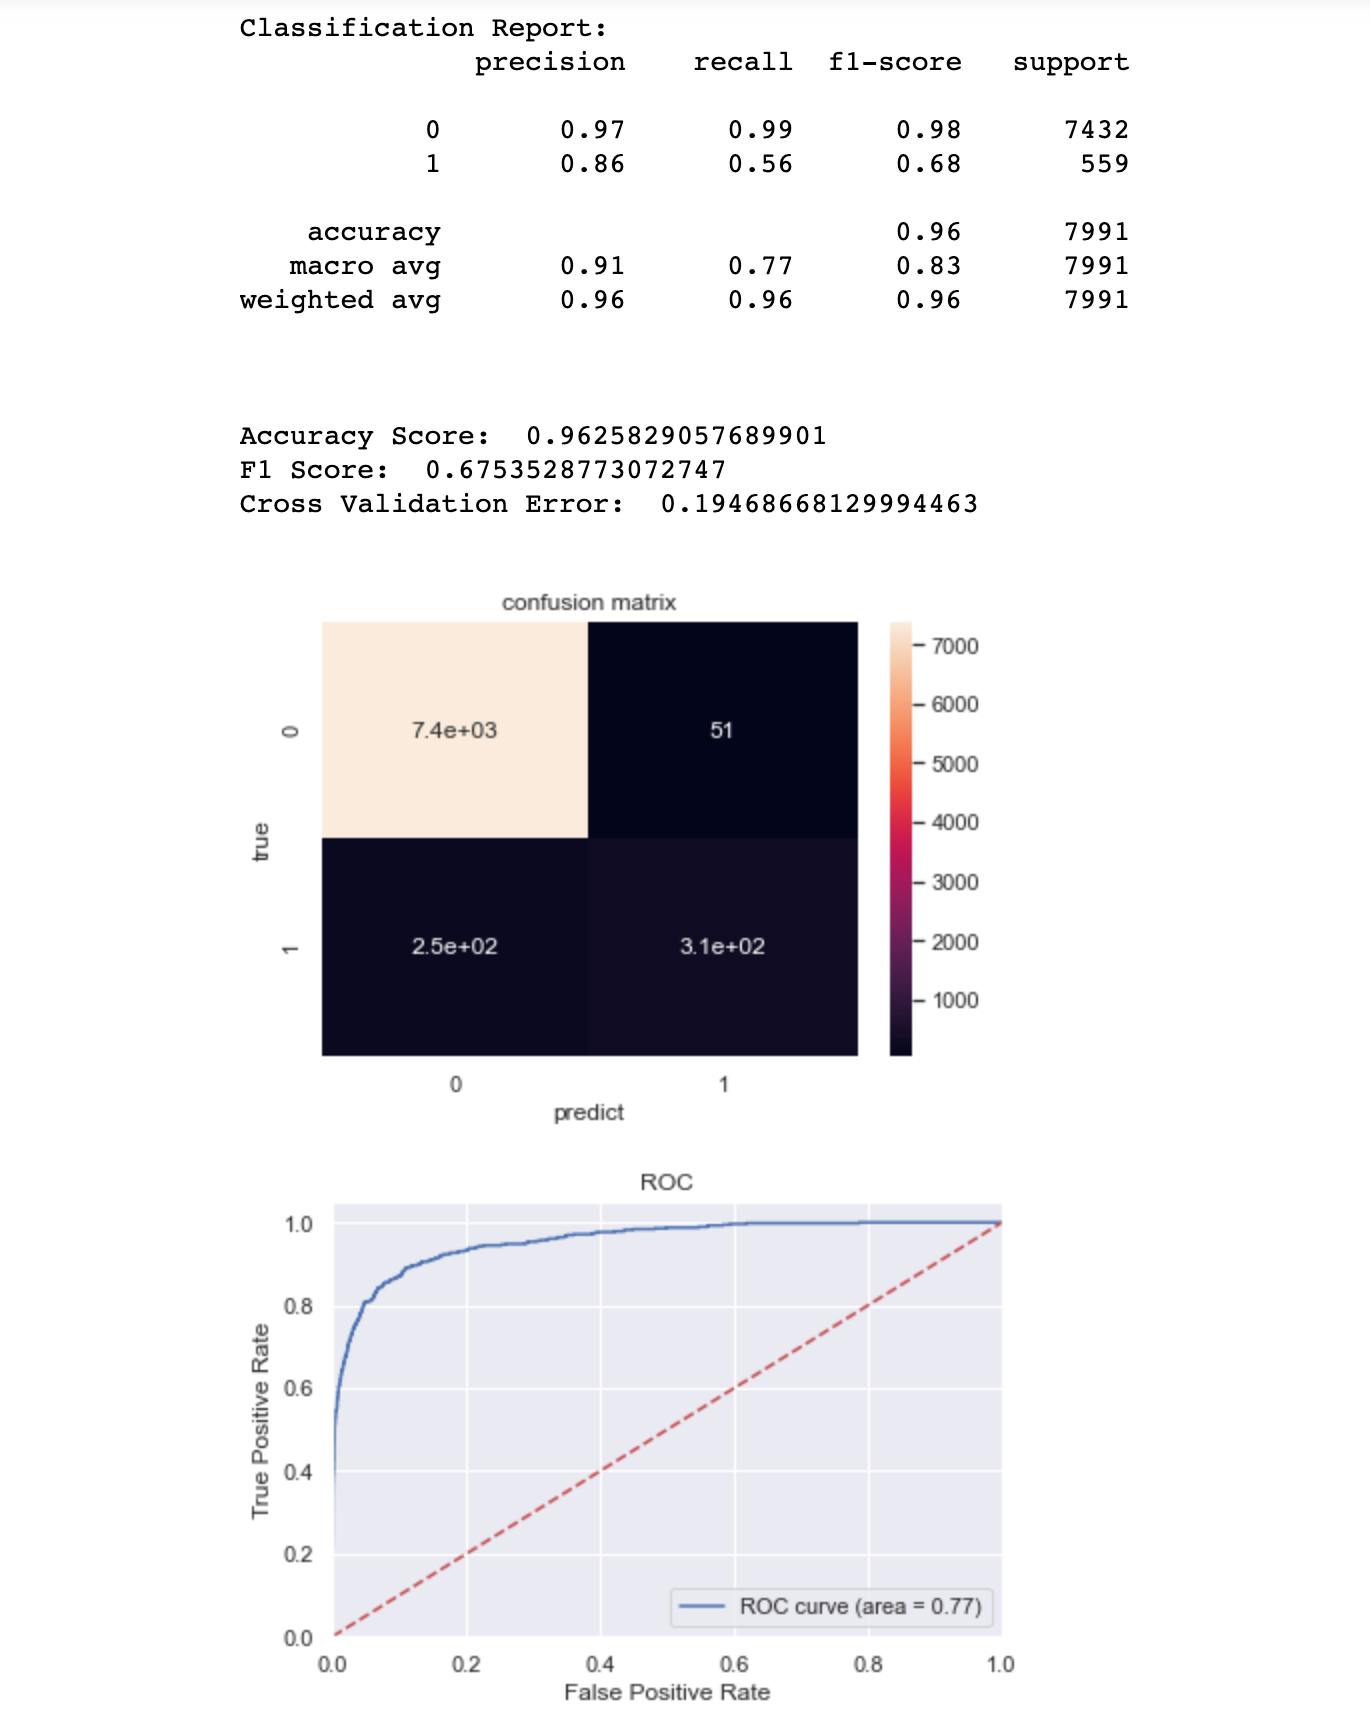 Classification Report:
precision recall f1-score support
0 0.97 0.99 0.98 7432
1 0.86 0.56 0.68 559
accuracy 0.96 7991
macro avg 0.91 0.77 0.83 7991
weighted avg 0.96 0.96 0.96 7991
Accuracy Score: 0.9625829057689901
F1 Score: 0.6753528773072747
Cross Validation Error: 0.19468668129994463
confusion matrix
7000
6000
5000
4000
3000
2000
1000
0
7.4e+03 51
true
1
2.5e+02 3.1e+02
0 1
predict
ROC
1.0
0.8
0.6
0.4
0.2
0.0
True Positive Rate
ROC curve (area = 0.77)
0.0 0.2 0.4 0.6 0.8 1.0
False Positive Rate